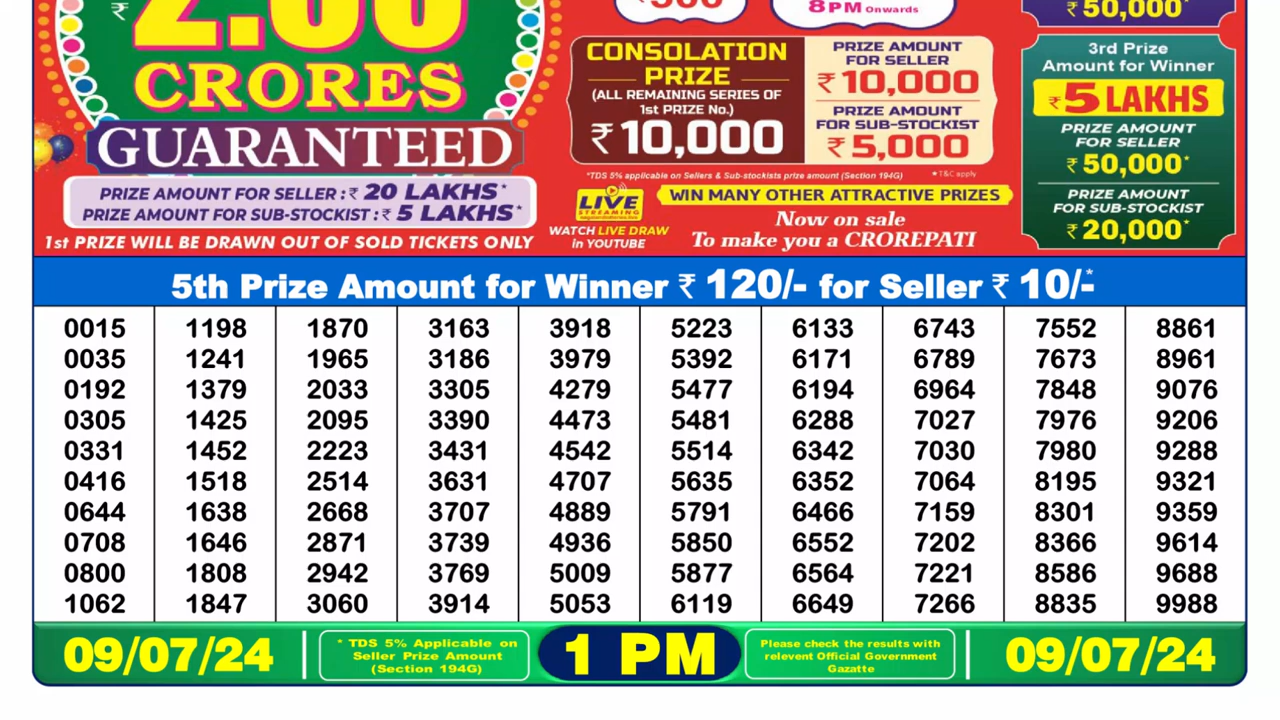 ₹ 2.00
CRORES
GUARANTEED
PRIZE AMOUNT FOR SELLER : ₹ 20 LAKHS*
PRIZE AMOUNT FOR SUB-STOCKIST : ₹ 5 LAKHS*
1st PRIZE WILL BE DRAWN OUT OF SOLD TICKETS ONLY
₹500
8PM Onwards
CONSOLATION
PRIZE
(ALL REMAINING SERIES OF
1st PRIZE No.)
₹ 10,000
PRIZE AMOUNT
FOR SELLER
₹ 10,000
PRIZE AMOUNT
FOR SUB-STOCKIST
₹ 5,000
*TDS 5% applicable on Sellers & Sub-stockists prize amount (Section 194G)
*T&C apply
LIVE
STREAMING
WATCH LIVE DRAW
in YOUTUBE
WIN MANY OTHER ATTRACTIVE PRIZES
Now on sale
To make you a CROREPATI
₹ 50,000*
3rd Prize
Amount for Winner
₹ 5 LAKHS
PRIZE AMOUNT
FOR SELLER
₹ 50,000*
PRIZE AMOUNT
FOR SUB-STOCKIST
₹ 20,000*
5th Prize Amount for Winner ₹ 120/- for Seller ₹ 10/-*
0015 1198 1870 3163 3918 5223 6133 6743 7552 8861
0035 1241 1965 3186 3979 5392 6171 6789 7673 8961
0192 1379 2033 3305 4279 5477 6194 6964 7848 9076
0305 1425 2095 3390 4473 5481 6288 7027 7976 9206
0331 1452 2223 3431 4542 5514 6342 7030 7980 9288
0416 1518 2514 3631 4707 5635 6352 7064 8195 9321
0644 1638 2668 3707 4889 5791 6466 7159 8301 9359
0708 1646 2871 3739 4936 5850 6552 7202 8366 9614
0800 1808 2942 3769 5009 5877 6564 7221 8586 9688
1062 1847 3060 3914 5053 6119 6649 7266 8835 9988
09/07/24
* TDS 5% Applicable on
Seller Prize Amount
(Section 194G)
1 PM
Please check the results with
relevent Official Government
Gazatte
09/07/24